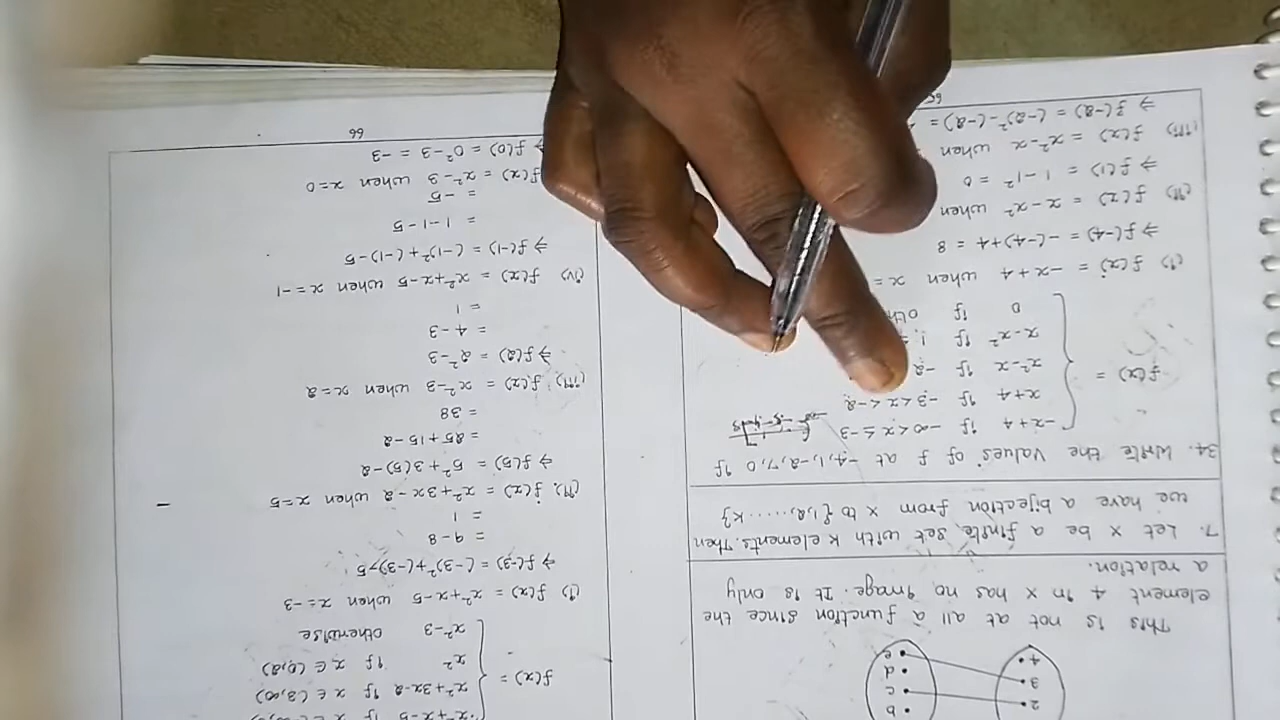 2
3
4
b
c
d
e
This is not at all a function since the
element 4 in x has no image. It is only
a relation.
7. Let x be a finite set with k elements. Then
we have a bijection from x to {1,2,......k}
34. Write the values of f at -4,1,-2,7,0 if
f(x) =
-x+4 if -∞<x≤-3
x+4 if -3<x<-2
x²-x if -2
x-x² if 1
0 if oth
(i) f(x) = -x+4 when x =
⇒ f(-4) = -(-4)+4 = 8
(ii) f(x) = x-x² when
⇒ f(1) = 1-1² = 0
(iii) f(x) = x²-x when
⇒ f(-2) = (-2)²-(-2) =
65
f(x) =
x²+x-5 if x ∈
x²+3x-2 if x ∈ (3,∞)
x² if x ∈ (0,2)
x²-3 otherwise
(i) f(x) = x²+x-5 when x=-3
⇒ f(-3) = (-3)²+(-3)-5
= 9-8
= 1
(ii). f(x) = x²+3x-2 when x=5
⇒ f(5) = 5²+3(5)-2
= 25+15-2
= 38
(iii) f(x) = x²-3 when x=2
⇒ f(2) = 2²-3
= 4-3
= 1
(iv) f(x) = x²+x-5 when x=-1
⇒ f(-1) = (-1)²+(-1)-5
= 1-1-5
= -5
f(x) = x²-3 when x=0
⇒ f(0) = 0²-3 = -3
66